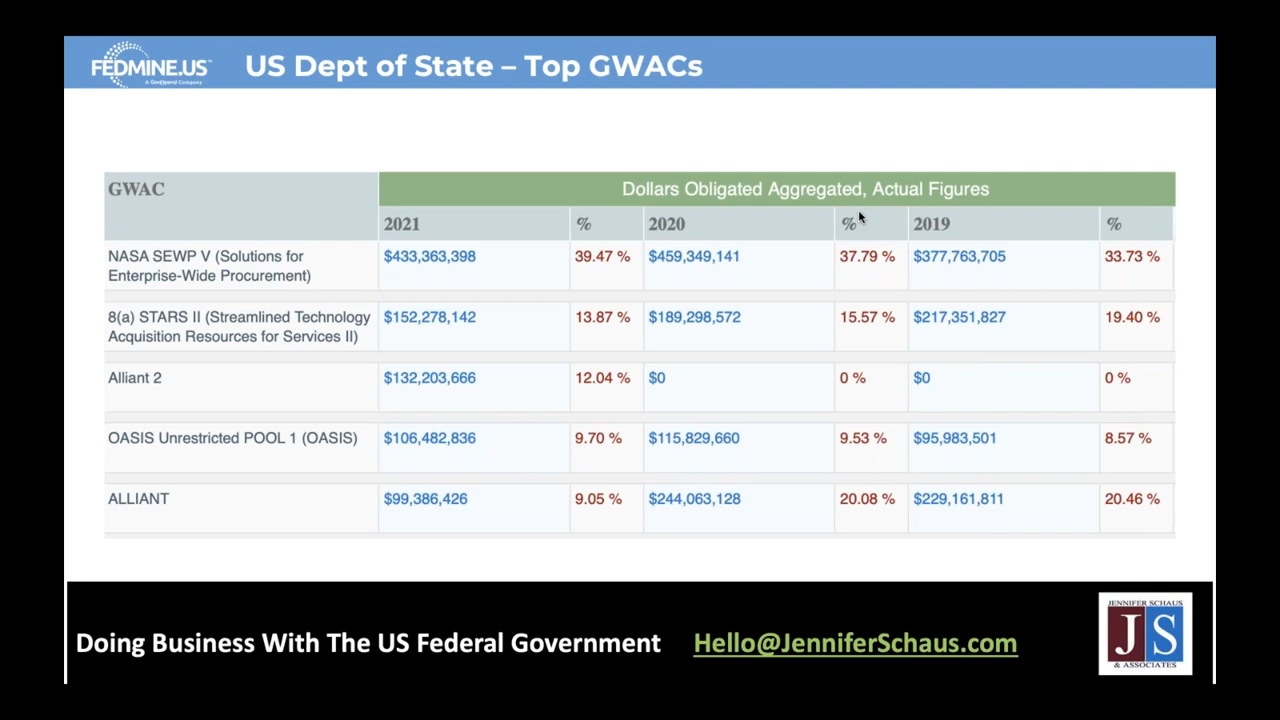 FEDMINE.US™
A GovSpend Company
US Dept of State – Top GWACs
GWAC
Dollars Obligated Aggregated, Actual Figures
2021 % 2020 % 2019 %
NASA SEWP V (Solutions for
Enterprise-Wide Procurement)
$433,363,398 39.47 % $459,349,141 37.79 % $377,763,705 33.73 %
8(a) STARS II (Streamlined Technology
Acquisition Resources for Services II)
$152,278,142 13.87 % $189,298,572 15.57 % $217,351,827 19.40 %
Alliant 2 $132,203,666 12.04 % $0 0 % $0 0 %
OASIS Unrestricted POOL 1 (OASIS) $106,482,836 9.70 % $115,829,660 9.53 % $95,983,501 8.57 %
ALLIANT $99,386,426 9.05 % $244,063,128 20.08 % $229,161,811 20.46 %
Doing Business With The US Federal Government Hello@JenniferSchaus.com
JENNIFER SCHAUS
JS
& ASSOCIATES